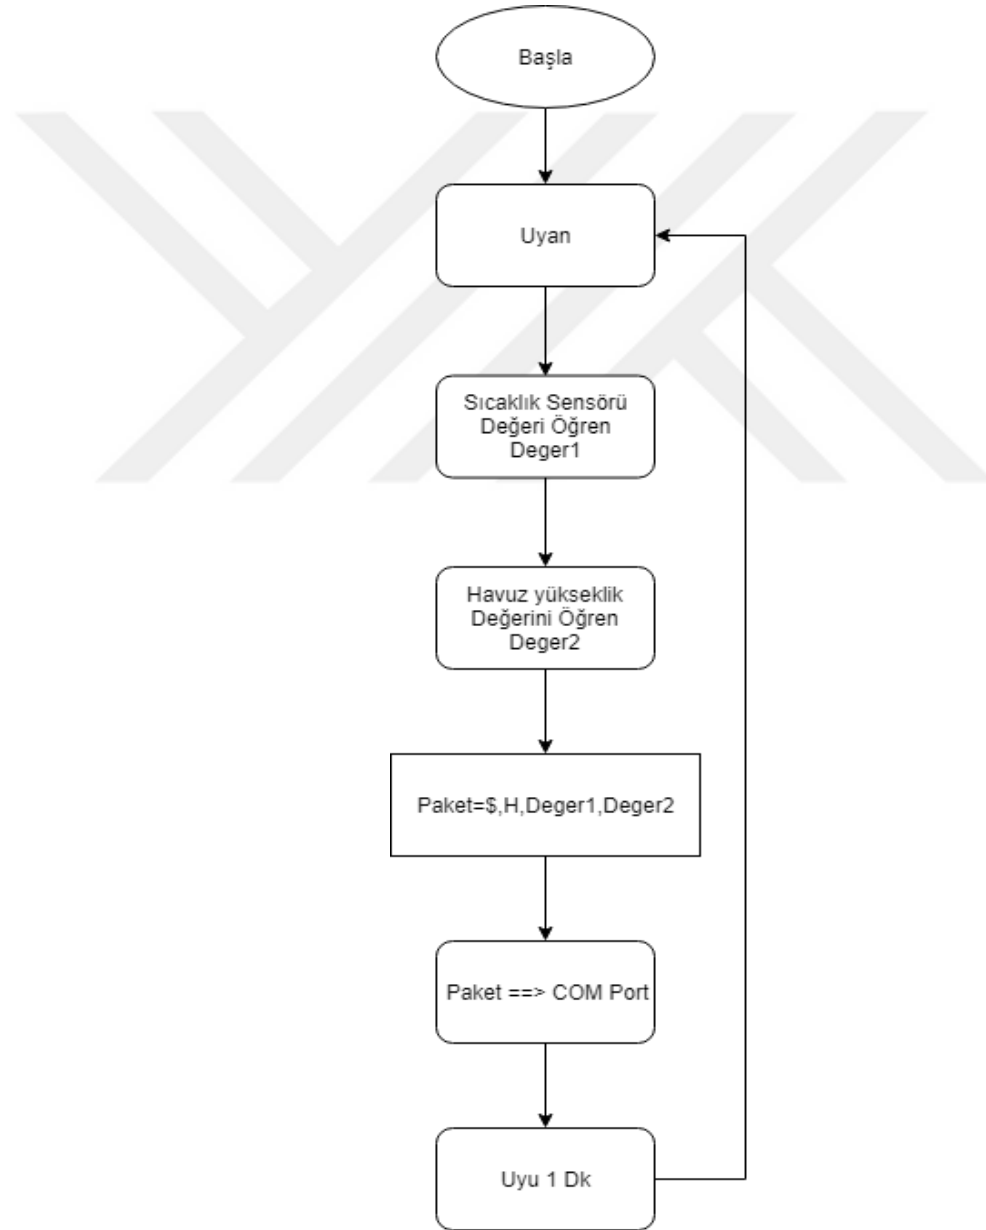 Başla
Uyan
Sıcaklık Sensörü
Değeri Öğren
Deger1
Havuz yükseklik
Değerini Öğren
Deger2
Paket=$,H,Deger1,Deger2
Paket ==> COM Port
Uyu 1 Dk